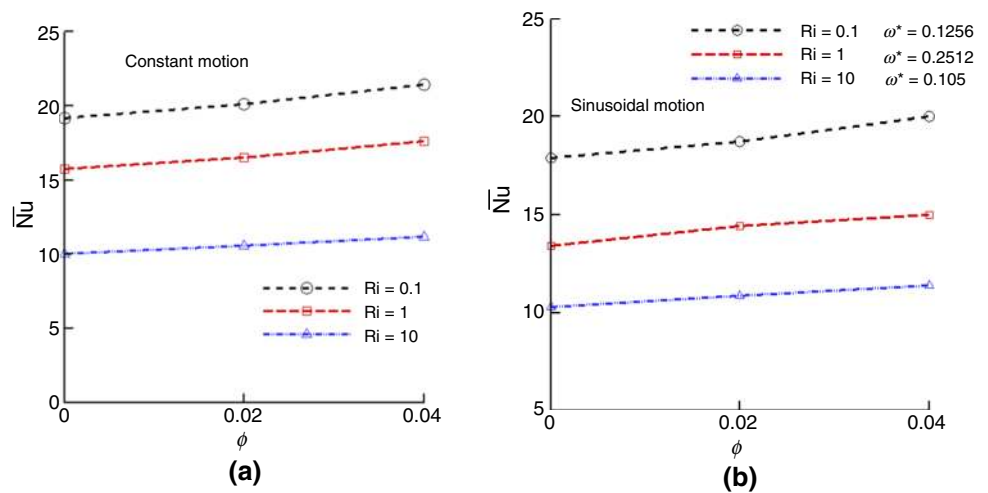 25
20
15
10
5
0
Nu
Constant motion
Ri = 0.1
Ri = 1
Ri = 10
0
0.02
0.04
ϕ
(a)
25
20
15
10
5
Nu
Ri = 0.1 ω* = 0.1256
Ri = 1 ω* = 0.2512
Ri = 10 ω* = 0.105
Sinusoidal motion
0
0.02
0.04
ϕ
(b)